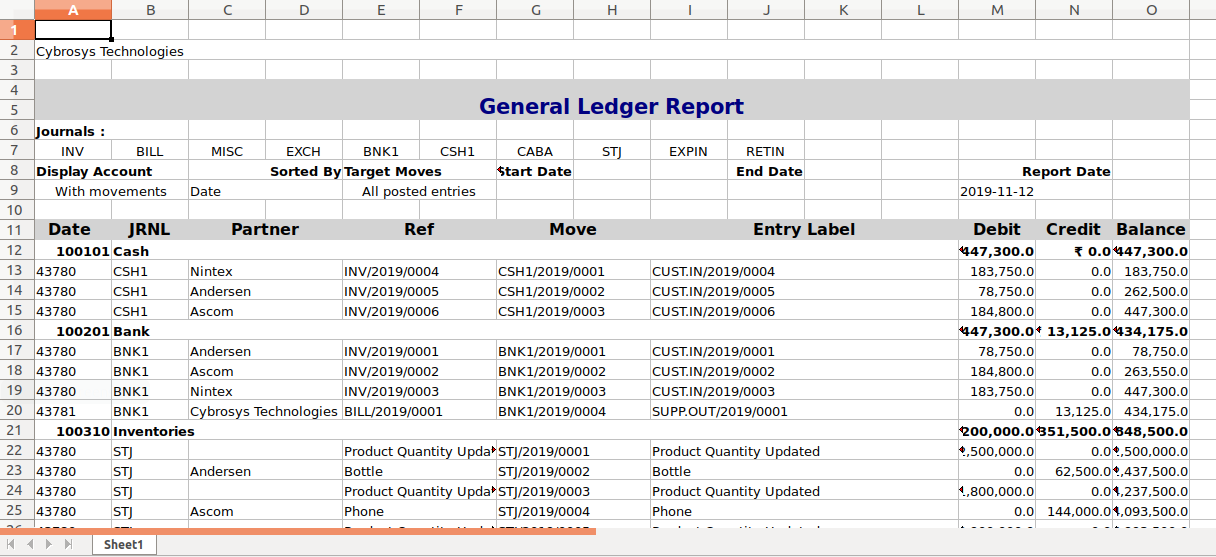 A B C D E F G H I J K L M N O
1
2 Cybrosys Technologies
3
4
5 General Ledger Report
6 Journals :
7 INV BILL MISC EXCH BNK1 CSH1 CABA STJ EXPIN RETIN
8 Display Account Sorted By Target Moves Start Date End Date Report Date
9 With movements Date All posted entries 2019-11-12
10
11 Date JRNL Partner Ref Move Entry Label Debit Credit Balance
12 100101 Cash 447,300.0 ₹ 0.0 447,300.0
13 43780 CSH1 Nintex INV/2019/0004 CSH1/2019/0001 CUST.IN/2019/0004 183,750.0 0.0 183,750.0
14 43780 CSH1 Andersen INV/2019/0005 CSH1/2019/0002 CUST.IN/2019/0005 78,750.0 0.0 262,500.0
15 43780 CSH1 Ascom INV/2019/0006 CSH1/2019/0003 CUST.IN/2019/0006 184,800.0 0.0 447,300.0
16 100201 Bank 447,300.0 13,125.0 434,175.0
17 43780 BNK1 Andersen INV/2019/0001 BNK1/2019/0001 CUST.IN/2019/0001 78,750.0 0.0 78,750.0
18 43780 BNK1 Ascom INV/2019/0002 BNK1/2019/0002 CUST.IN/2019/0002 184,800.0 0.0 263,550.0
19 43780 BNK1 Nintex INV/2019/0003 BNK1/2019/0003 CUST.IN/2019/0003 183,750.0 0.0 447,300.0
20 43781 BNK1 Cybrosys Technologies BILL/2019/0001 BNK1/2019/0004 SUPP.OUT/2019/0001 0.0 13,125.0 434,175.0
21 100310 Inventories 200,000.0 351,500.0 848,500.0
22 43780 STJ Product Quantity Upda STJ/2019/0001 Product Quantity Updated ,500,000.0 0.0 ,500,000.0
23 43780 STJ Andersen Bottle STJ/2019/0002 Bottle 0.0 62,500.0 ,437,500.0
24 43780 STJ Product Quantity Upda STJ/2019/0003 Product Quantity Updated ,800,000.0 0.0 ,237,500.0
25 43780 STJ Ascom Phone STJ/2019/0004 Phone 0.0 144,000.0 ,093,500.0
Sheet1